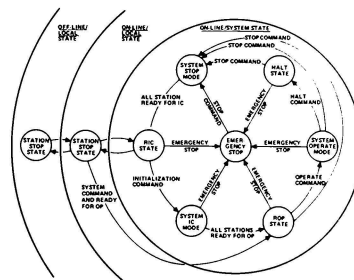 OFF-LINE/
LOCAL
STATE
ON-LINE/
LOCAL
STATE
ON-LINE/SYSTEM STATE
STOP COMMAND
STOP COMMAND
STOP COMMAND
SYSTEM
STOP
MODE
HALT
STATE
ALL STATION
READY FOR IC
STOP
COMMAND
EMERGENCY
STOP
HALT
COMMAND
STATION
STOP
STATE
STATION
STOP
STATE
RIC
STATE
EMERGENCY
STOP
EMER
GENCY
STOP
EMERGENCY
STOP
SYSTEM
OPERATE
MODE
INITIALIZATION
COMMAND
EMERGENCY
STOP
EMERGENCY
STOP
OPERATE
COMMAND
SYSTEM
COMMAND
AND READY
FOR OP
SYSTEM
IC MODE
ALL STATIONS
READY FOR OP
ROP
STATE